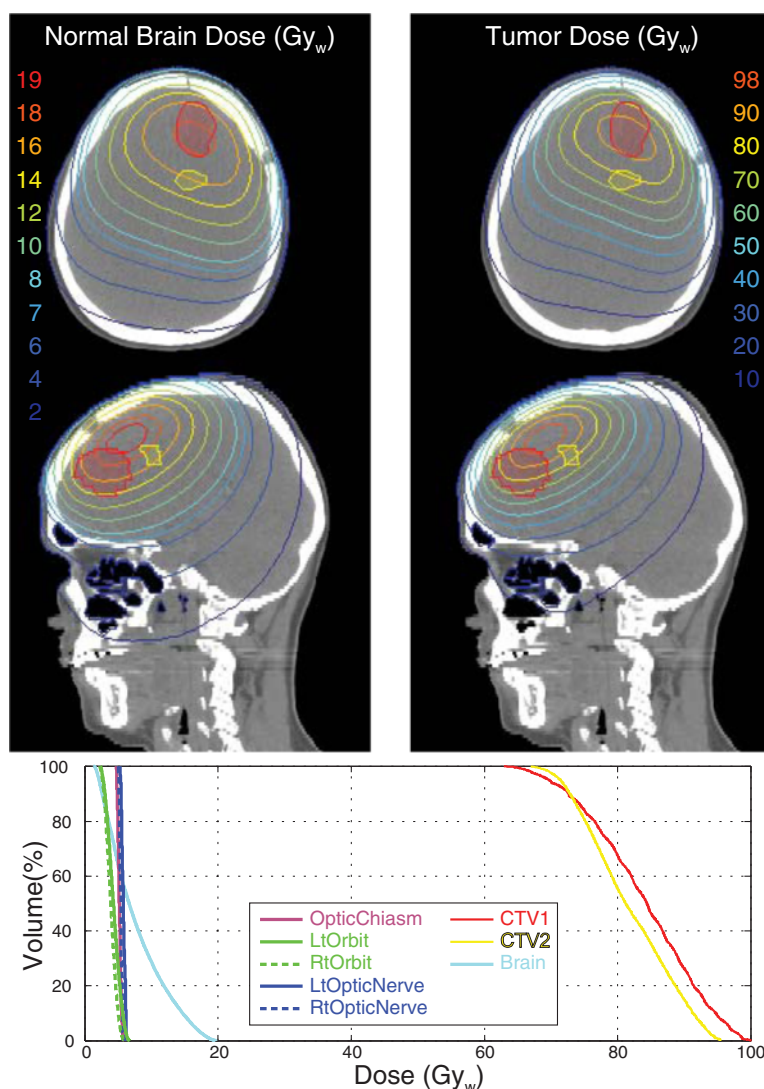 Normal Brain Dose (Gyw)
Tumor Dose (Gyw)
19
18
16
14
12
10
8
7
6
4
2
98
90
80
70
60
50
40
30
20
10
Volume(%)
100
80
60
40
20
0
OpticChiasm
LtOrbit
RtOrbit
LtOpticNerve
RtOpticNerve
CTV1
CTV2
Brain
0 20 40 60 80 100
Dose (Gyw)